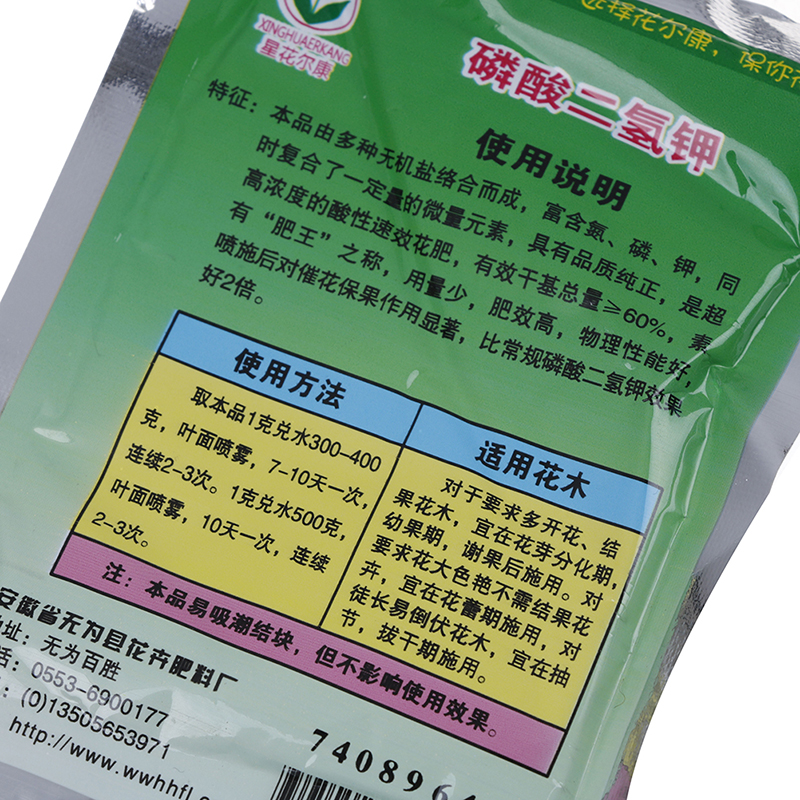 XINGHUAERKANG
星花尔康
选择花尔康，保你花
磷酸二氢钾
使用说明
特征：本品由多种无机盐络合而成，富含氮、磷、钾，同
时复合了一定量的微量元素，具有品质纯正，是超
高浓度的酸性速效花肥，有效干基总量≥60%，素
有“肥王”之称，用量少，肥效高，物理性能好，
喷施后对催花保果作用显著，比常规磷酸二氢钾效果
好2倍。
使用方法
取本品1克兑水300-400
克，叶面喷雾，7-10天一次，
连续2-3次。1克兑水500克，
叶面喷雾，10天一次，连续
2-3次。
适用花木
对于要求多开花、结
果花木，宜在花芽分化期，
幼果期，谢果后施用。对
要求花大色艳不需结果花
卉，宜在花蕾期施用，对
徒长易倒伏花木，宜在抽
节，拔干期施用。
注：本品易吸潮结块，但不影响使用效果。
安徽省无为县花卉肥料厂
地址：无为百胜
话：0553-6900177
：(0)13505653971
http://www.wwhhfl.c
7408964